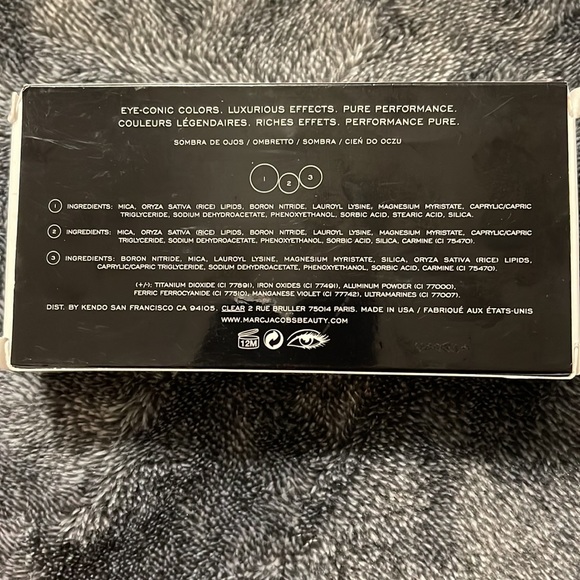 EYE-CONIC COLORS. LUXURIOUS EFFECTS. PURE PERFORMANCE.
COULEURS LÉGENDAIRES. RICHES EFFETS. PERFORMANCE PURE.
SOMBRA DE OJOS / OMBRETTO / SOMBRA / CIEŃ DO OCZU
1 2 3
1 INGREDIENTS: MICA, ORYZA SATIVA (RICE) LIPIDS, BORON NITRIDE, LAUROYL LYSINE, MAGNESIUM MYRISTATE, CAPRYLIC/CAPRIC
TRIGLYCERIDE, SODIUM DEHYDROACETATE, PHENOXYETHANOL, SORBIC ACID, STEARIC ACID, SILICA.
2 INGREDIENTS: MICA, ORYZA SATIVA (RICE) LIPIDS, BORON NITRIDE, LAUROYL LYSINE, MAGNESIUM MYRISTATE, CAPRYLIC/CAPRIC
TRIGLYCERIDE, SODIUM DEHYDROACETATE, PHENOXYETHANOL, SORBIC ACID, SILICA, CARMINE (CI 75470).
3 INGREDIENTS: BORON NITRIDE, MICA, LAUROYL LYSINE, MAGNESIUM MYRISTATE, SILICA, ORYZA SATIVA (RICE) LIPIDS,
CAPRYLIC/CAPRIC TRIGLYCERIDE, SODIUM DEHYDROACETATE, PHENOXYETHANOL, SORBIC ACID, CARMINE (CI 75470).
(+/-): TITANIUM DIOXIDE (CI 77891), IRON OXIDES (CI 77491), ALUMINUM POWDER (CI 77000),
FERRIC FERROCYANIDE (CI 77510), MANGANESE VIOLET (CI 77742), ULTRAMARINES (CI 77007).
DIST. BY KENDO SAN FRANCISCO CA 94105. CLEAR 2 RUE BRULLER 75014 PARIS. MADE IN USA / FABRIQUÉ AUX ÉTATS-UNIS
WWW.MARCJACOBSBEAUTY.COM
12M